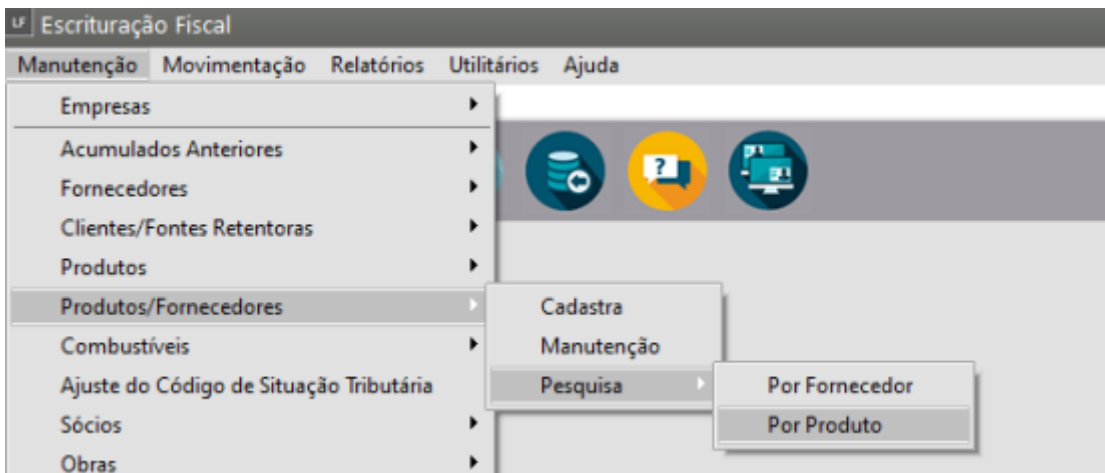 LF Escrituração Fiscal
Manutenção Movimentação Relatórios Utilitários Ajuda
Empresas
Acumulados Anteriores
Fornecedores
?
Clientes/Fontes Retentoras
Produtos
Produtos/Fornecedores
Cadastra
Combustíveis
Manutenção
Ajuste do Código de Situação Tributária
Pesquisa
Por Fornecedor
Sócios
Por Produto
Obras